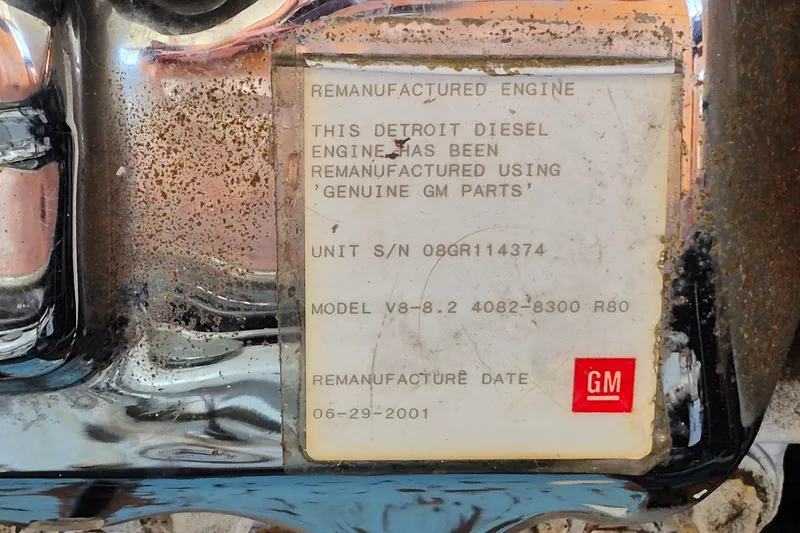 REMANUFACTURED ENGINE
THIS DETROIT DIESEL
ENGINE HAS BEEN
REMANUFACTURED USING
'GENUINE GM PARTS'
UNIT S/N 08GR114374
MODEL V8-8.2 4082-8300 R80
REMANUFACTURE DATE
GM
06-29-2001